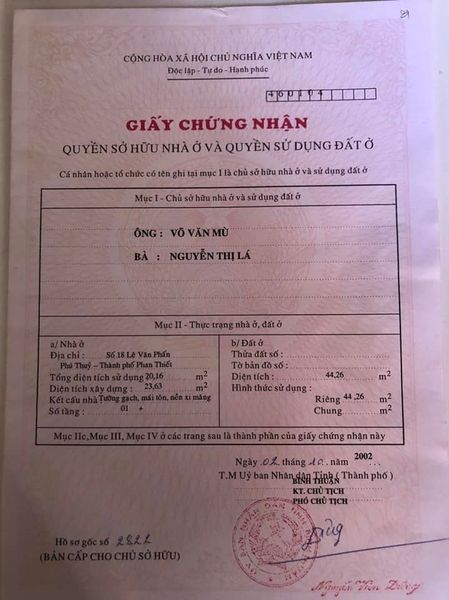 29
CỘNG HÒA XÃ HỘI CHỦ NGHĨA VIỆT NAM
Độc lập - Tự do - Hạnh phúc
460104
GIẤY CHỨNG NHẬN
QUYỀN SỞ HỮU NHÀ Ở VÀ QUYỀN SỬ DỤNG ĐẤT Ở
Cá nhân hoặc tổ chức có tên ghi tại mục I là chủ sở hữu nhà ở và sử dụng đất ở
Mục I - Chủ sở hữu nhà ở và sử dụng đất ở
ÔNG : VÕ VĂN MÙ
BÀ : NGUYỄN THỊ LÁ
Mục II - Thực trạng nhà ở, đất ở
a/ Nhà ở
Địa chỉ : Số 18 Lê Văn Phấn
Phú Thuỷ – Thành phố Phan Thiết
Tổng diện tích sử dụng 20,16 m2
Diện tích xây dựng : 23,63 m2
Kết cấu nhà Tường gạch, mái tôn, nền xi măng
Số tầng : 01
b/ Đất ở
Thửa đất số :
Tờ bản đồ số :
Diện tích : 44,26 m2
Hình thức sử dụng :
Riêng 44,26 m2
Chung m2
Mục IIc, Mục III, Mục IV ở các trang sau là thành phần của giấy chứng nhận này
Ngày 02 tháng 10 năm 2002
T.M Uỷ ban Nhân dân Tỉnh ( Thành phố )
BÌNH THUẬN
KT. CHỦ TỊCH
PHÓ CHỦ TỊCH
Hồ sơ gốc số 2822
(BẢN CẤP CHO CHỦ SỞ HỮU)